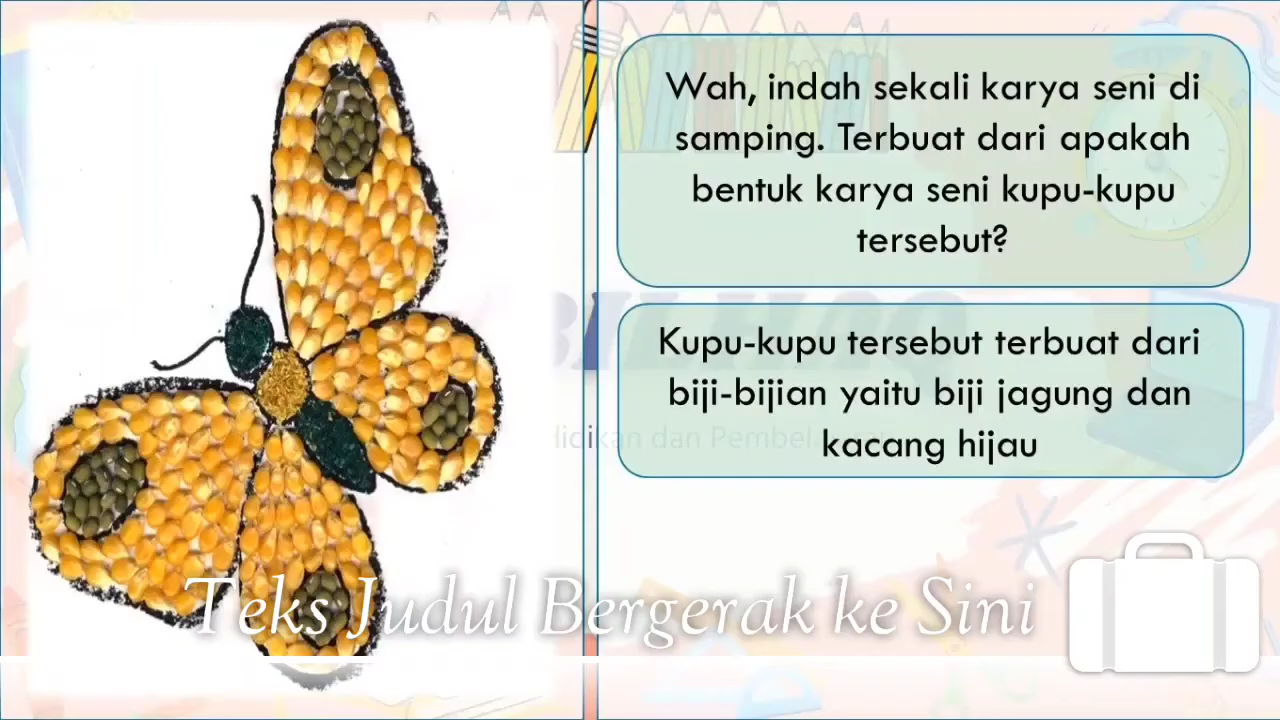 Wah, indah sekali karya seni di
samping. Terbuat dari apakah
bentuk karya seni kupu-kupu
tersebut?
Kupu-kupu tersebut terbuat dari
biji-bijian yaitu biji jagung dan
kacang hijau
dan
Teks Judul Bergerak ke Sini